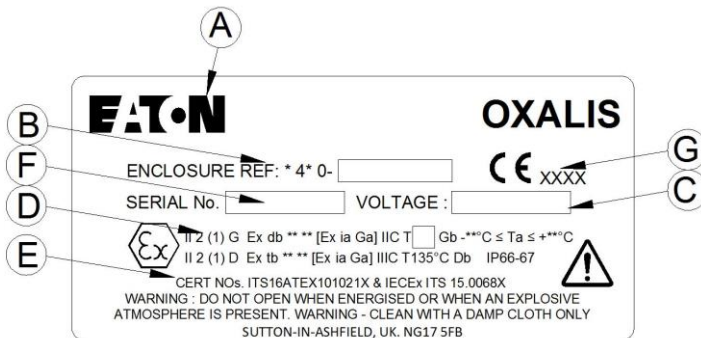 A
EATON
OXALIS
B
ENCLOSURE REF: * 4* 0-
CE XXXX
G
F
SERIAL No.
VOLTAGE :
C
D
Ex
II 2 (1) G Ex db ** ** [Ex ia Ga] IIC T Gb -**°C ≤ Ta ≤ +**°C
II 2 (1) D Ex tb ** ** [Ex ia Ga] IIIC T135°C Db IP66-67
E
CERT NOs. ITS16ATEX101021X & IECEx ITS 15.0068X
WARNING : DO NOT OPEN WHEN ENERGISED OR WHEN AN EXPLOSIVE
ATMOSPHERE IS PRESENT. WARNING - CLEAN WITH A DAMP CLOTH ONLY
SUTTON-IN-ASHFIELD, UK. NG17 5FB